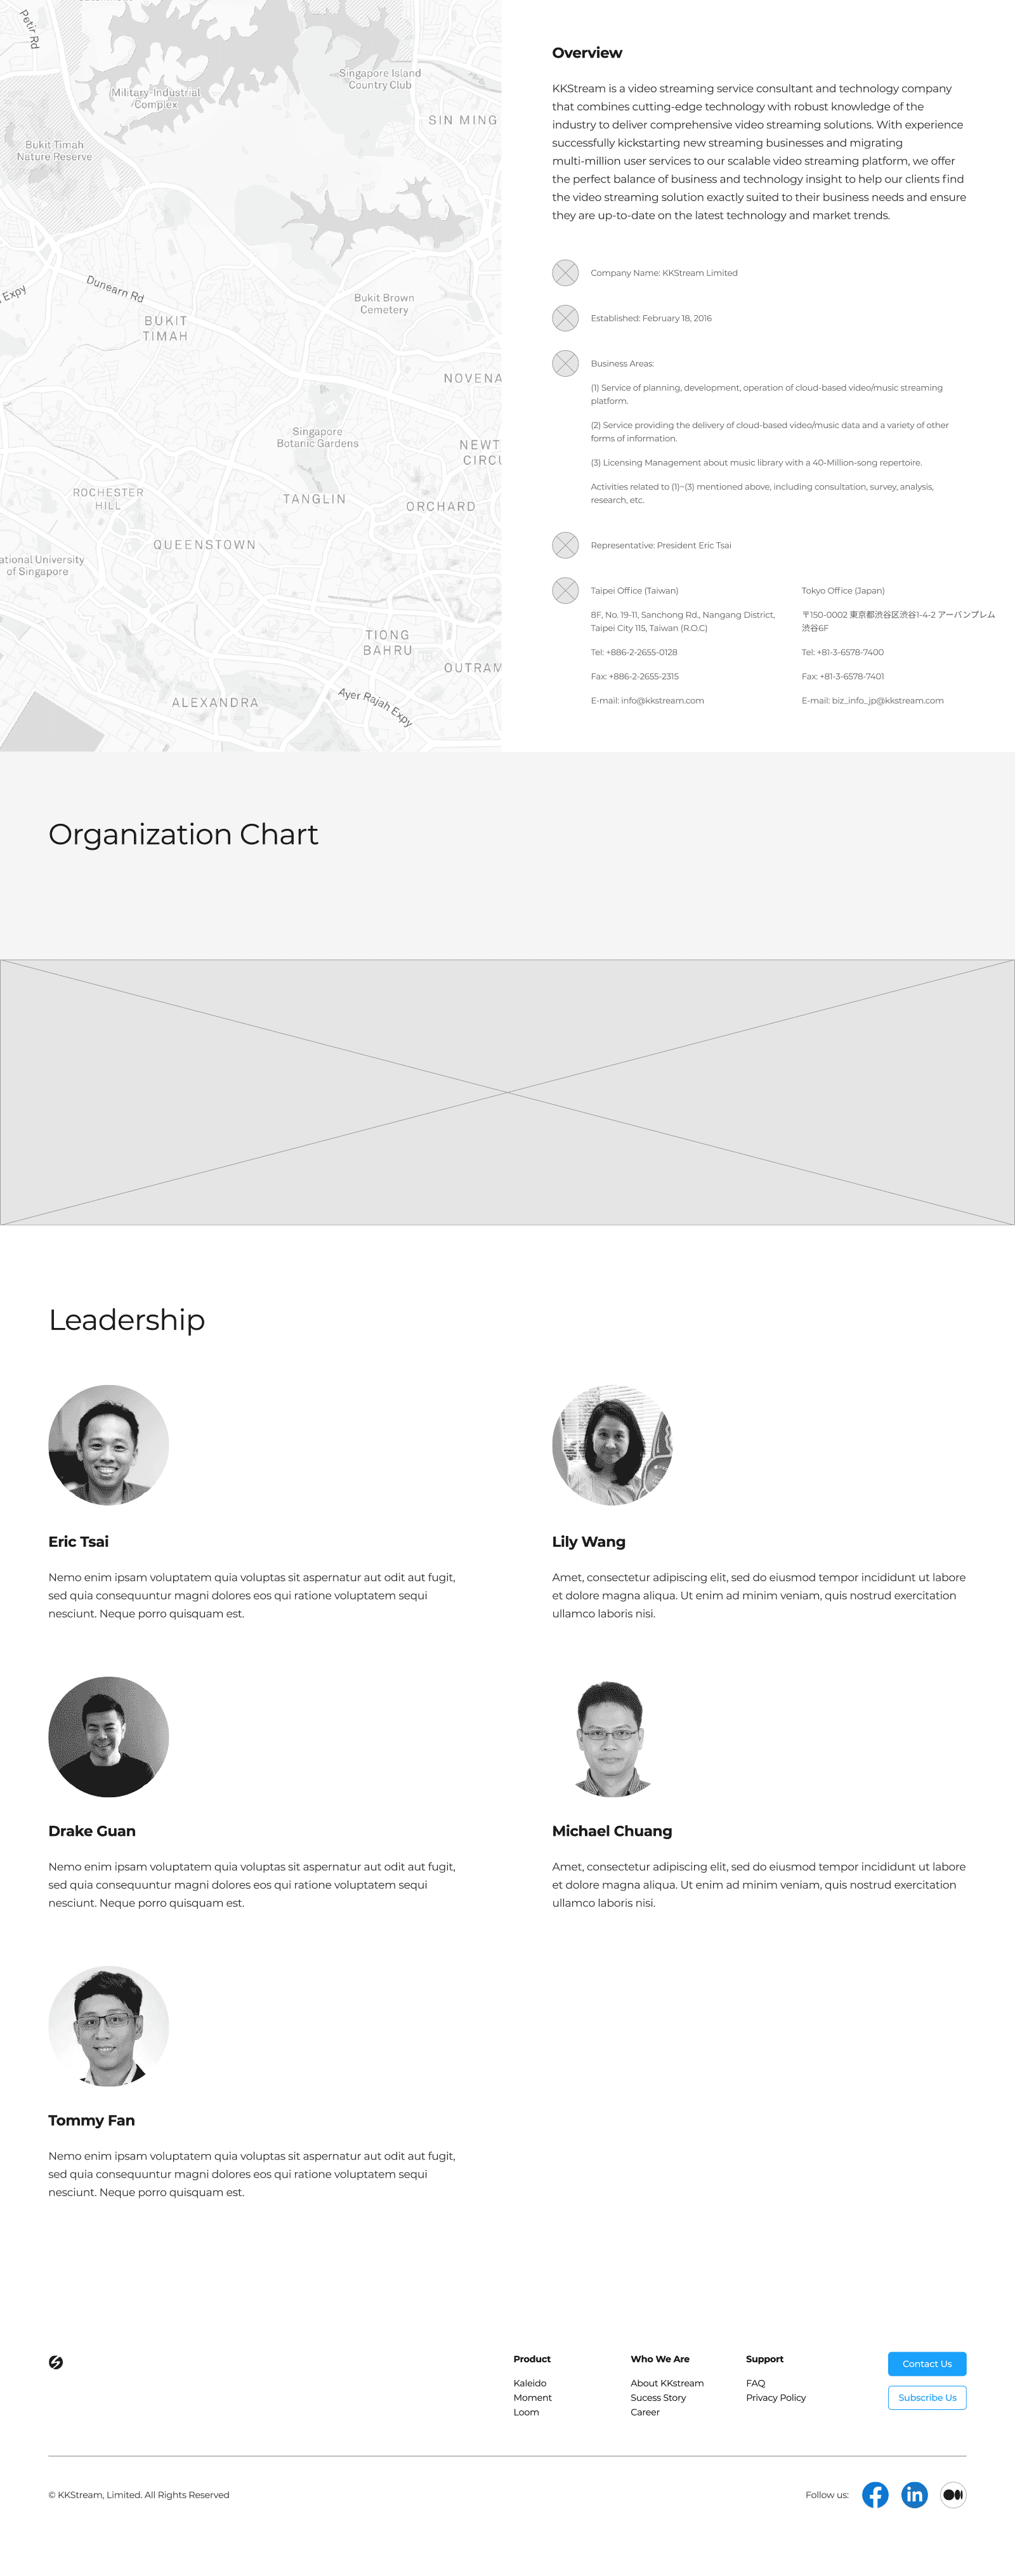 Petir Rd
Singapore Island
Country Club
Military-Industrial
Complex
SIN MING
Bukit Timah
Nature Reserve
Expy
Dunearn Rd
Bukit Brown
Cemetery
BUKIT
TIMAH
NOVENA
Singapore
Botanic Gardens
NEWT
CIRCU
ROCHESTER
HILL
TANGLIN
ORCHARD
QUEENSTOWN
ational University
of Singapore
TIONG
BAHRU
OUTRAM
ALEXANDRA
Ayer Rajah Expy
Overview
KKStream is a video streaming service consultant and technology company
that combines cutting-edge technology with robust knowledge of the
industry to deliver comprehensive video streaming solutions. With experience
successfully kickstarting new streaming businesses and migrating
multi-million user services to our scalable video streaming platform, we offer
the perfect balance of business and technology insight to help our clients find
the video streaming solution exactly suited to their business needs and ensure
they are up-to-date on the latest technology and market trends.
Company Name: KKStream Limited
Established: February 18, 2016
Business Areas:
(1) Service of planning, development, operation of cloud-based video/music streaming
platform.
(2) Service providing the delivery of cloud-based video/music data and a variety of other
forms of information.
(3) Licensing Management about music library with a 40-Million-song repertoire.
Activities related to (1)~(3) mentioned above, including consultation, survey, analysis,
research, etc.
Representative: President Eric Tsai
Taipei Office (Taiwan)
8F, No. 19-11, Sanchong Rd., Nangang District,
Taipei City 115, Taiwan (R.O.C)
Tel: +886-2-2655-0128
Fax: +886-2-2655-2315
E-mail: info@kkstream.com
Tokyo Office (Japan)
〒150-0002 東京都渋谷区渋谷1-4-2 アーバンプレム
渋谷6F
Tel: +81-3-6578-7400
Fax: +81-3-6578-7401
E-mail: biz_info_jp@kkstream.com
Organization Chart
Leadership
Eric Tsai
Nemo enim ipsam voluptatem quia voluptas sit aspernatur aut odit aut fugit,
sed quia consequuntur magni dolores eos qui ratione voluptatem sequi
nesciunt. Neque porro quisquam est.
Lily Wang
Amet, consectetur adipiscing elit, sed do eiusmod tempor incididunt ut labore
et dolore magna aliqua. Ut enim ad minim veniam, quis nostrud exercitation
ullamco laboris nisi.
Drake Guan
Nemo enim ipsam voluptatem quia voluptas sit aspernatur aut odit aut fugit,
sed quia consequuntur magni dolores eos qui ratione voluptatem sequi
nesciunt. Neque porro quisquam est.
Michael Chuang
Amet, consectetur adipiscing elit, sed do eiusmod tempor incididunt ut labore
et dolore magna aliqua. Ut enim ad minim veniam, quis nostrud exercitation
ullamco laboris nisi.
Tommy Fan
Nemo enim ipsam voluptatem quia voluptas sit aspernatur aut odit aut fugit,
sed quia consequuntur magni dolores eos qui ratione voluptatem sequi
nesciunt. Neque porro quisquam est.
Product
Kaleido
Moment
Loom
Who We Are
About KKstream
Sucess Story
Career
Support
FAQ
Privacy Policy
Contact Us
Subscribe Us
© KKStream, Limited. All Rights Reserved
Follow us: